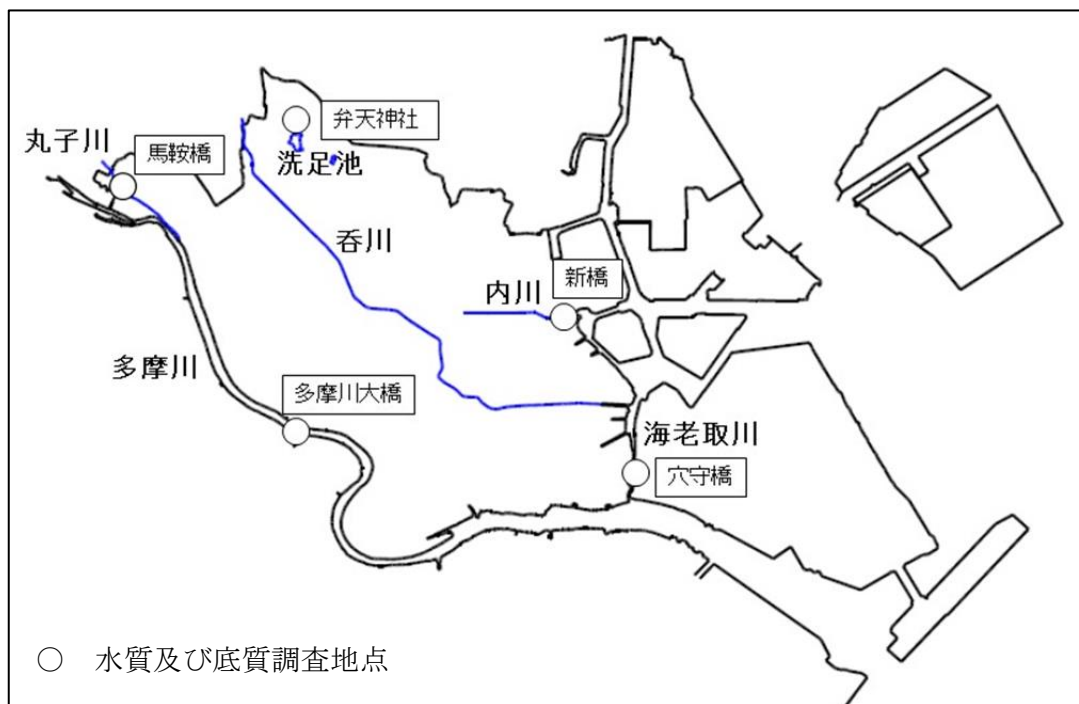 弁天神社
丸子川
馬鞍橋
洗足池
呑川
新橋
内川
多摩川
多摩川大橋
海老取川
穴守橋
○ 水質及び底質調査地点